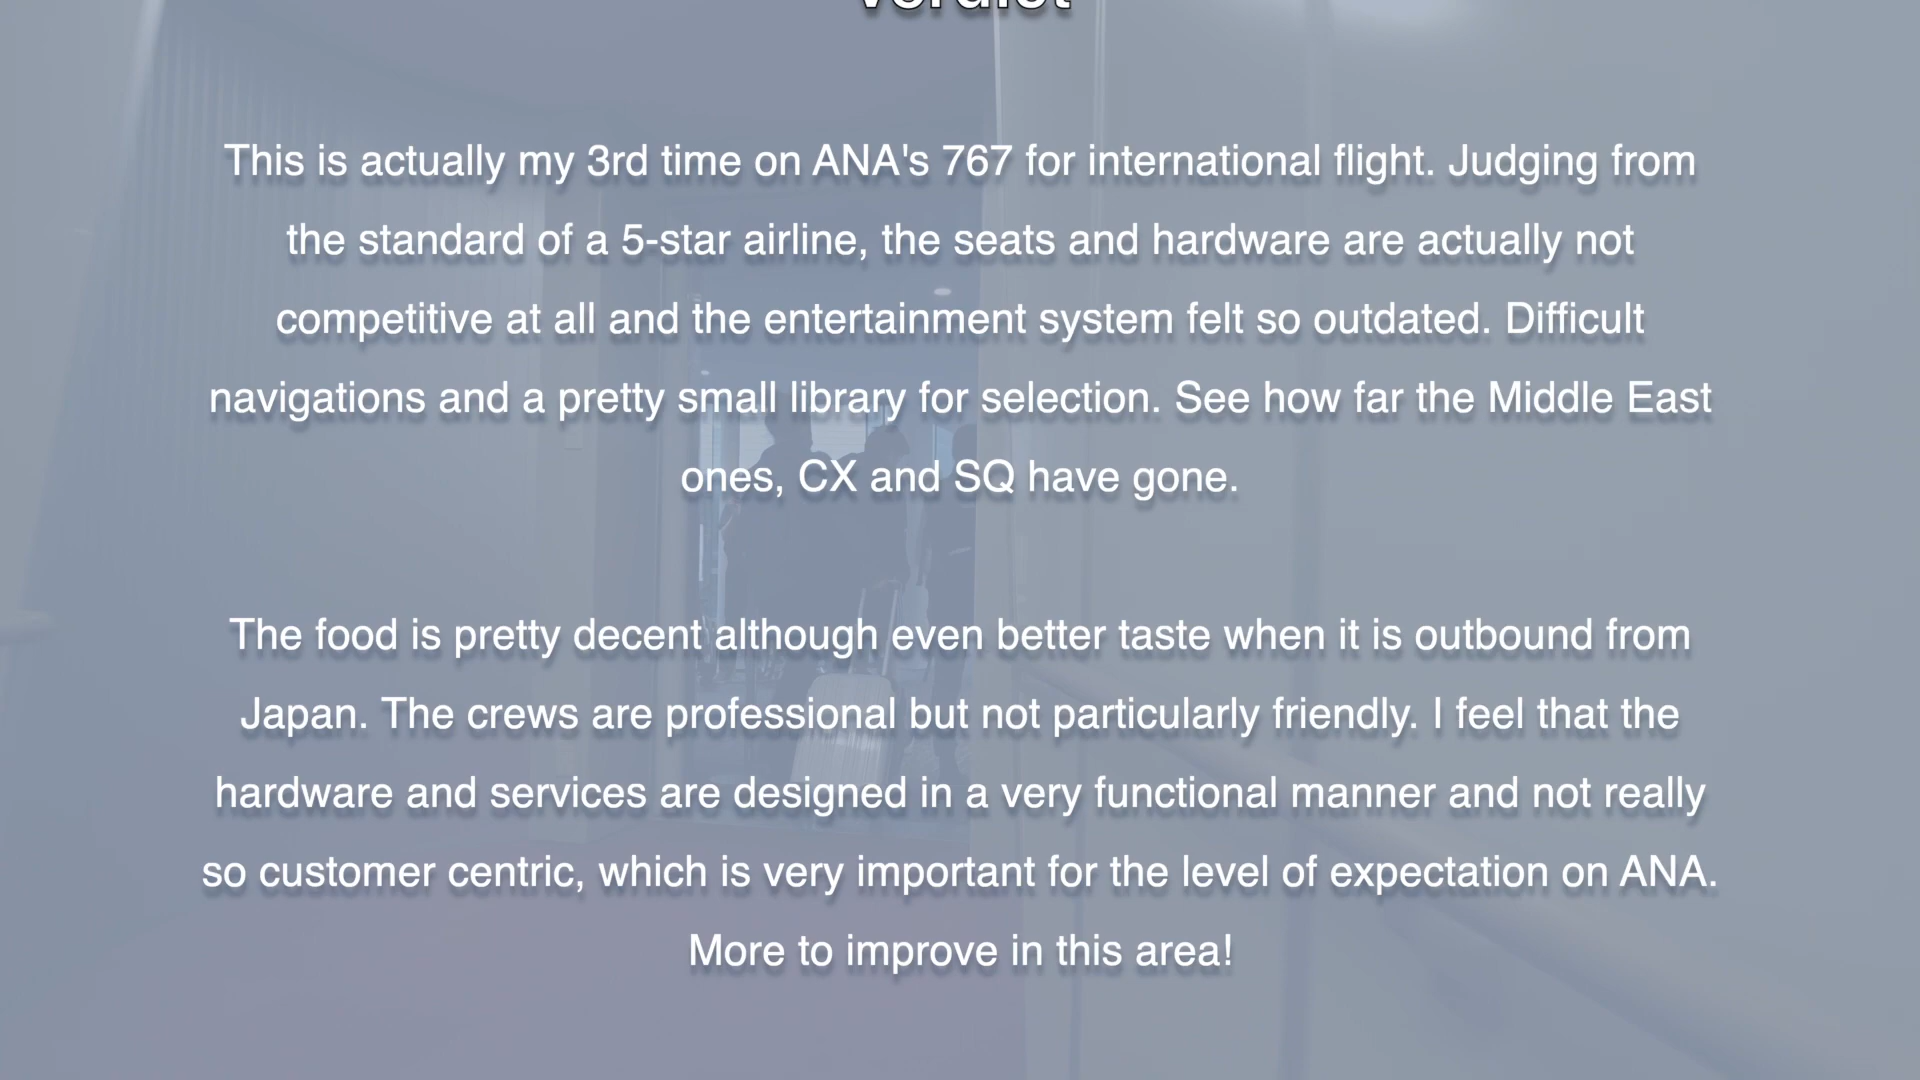 Verdict
This is actually my 3rd time on ANA's 767 for international flight. Judging from
the standard of a 5-star airline, the seats and hardware are actually not
competitive at all and the entertainment system felt so outdated. Difficult
navigations and a pretty small library for selection. See how far the Middle East
ones, CX and SQ have gone.
The food is pretty decent although even better taste when it is outbound from
Japan. The crews are professional but not particularly friendly. I feel that the
hardware and services are designed in a very functional manner and not really
so customer centric, which is very important for the level of expectation on ANA.
More to improve in this area!